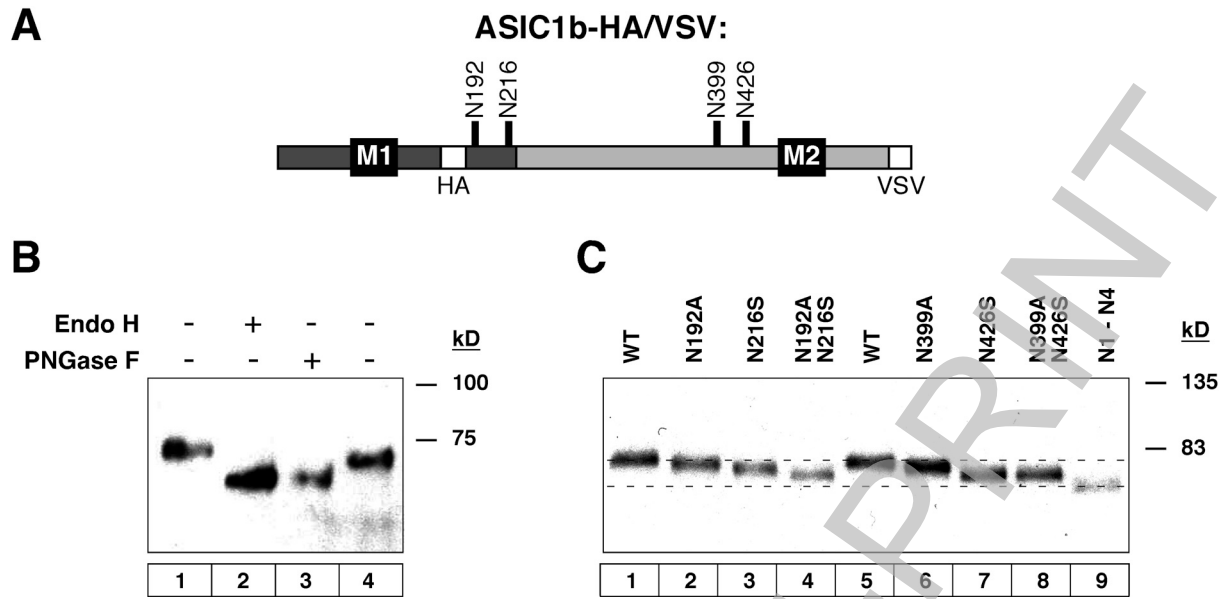 A
ASIC1b-HA/VSV:
N192 N216 N399 N426
M1 M2
HA VSV
B
Endo H - + - -
PNGase F - - + -
kD
100
75
1 2 3 4
C
WT N192A N216S N192A N216S WT N399A N426S N399A N426S N1 - N4
kD
135
83
1 2 3 4 5 6 7 8 9
PRINT